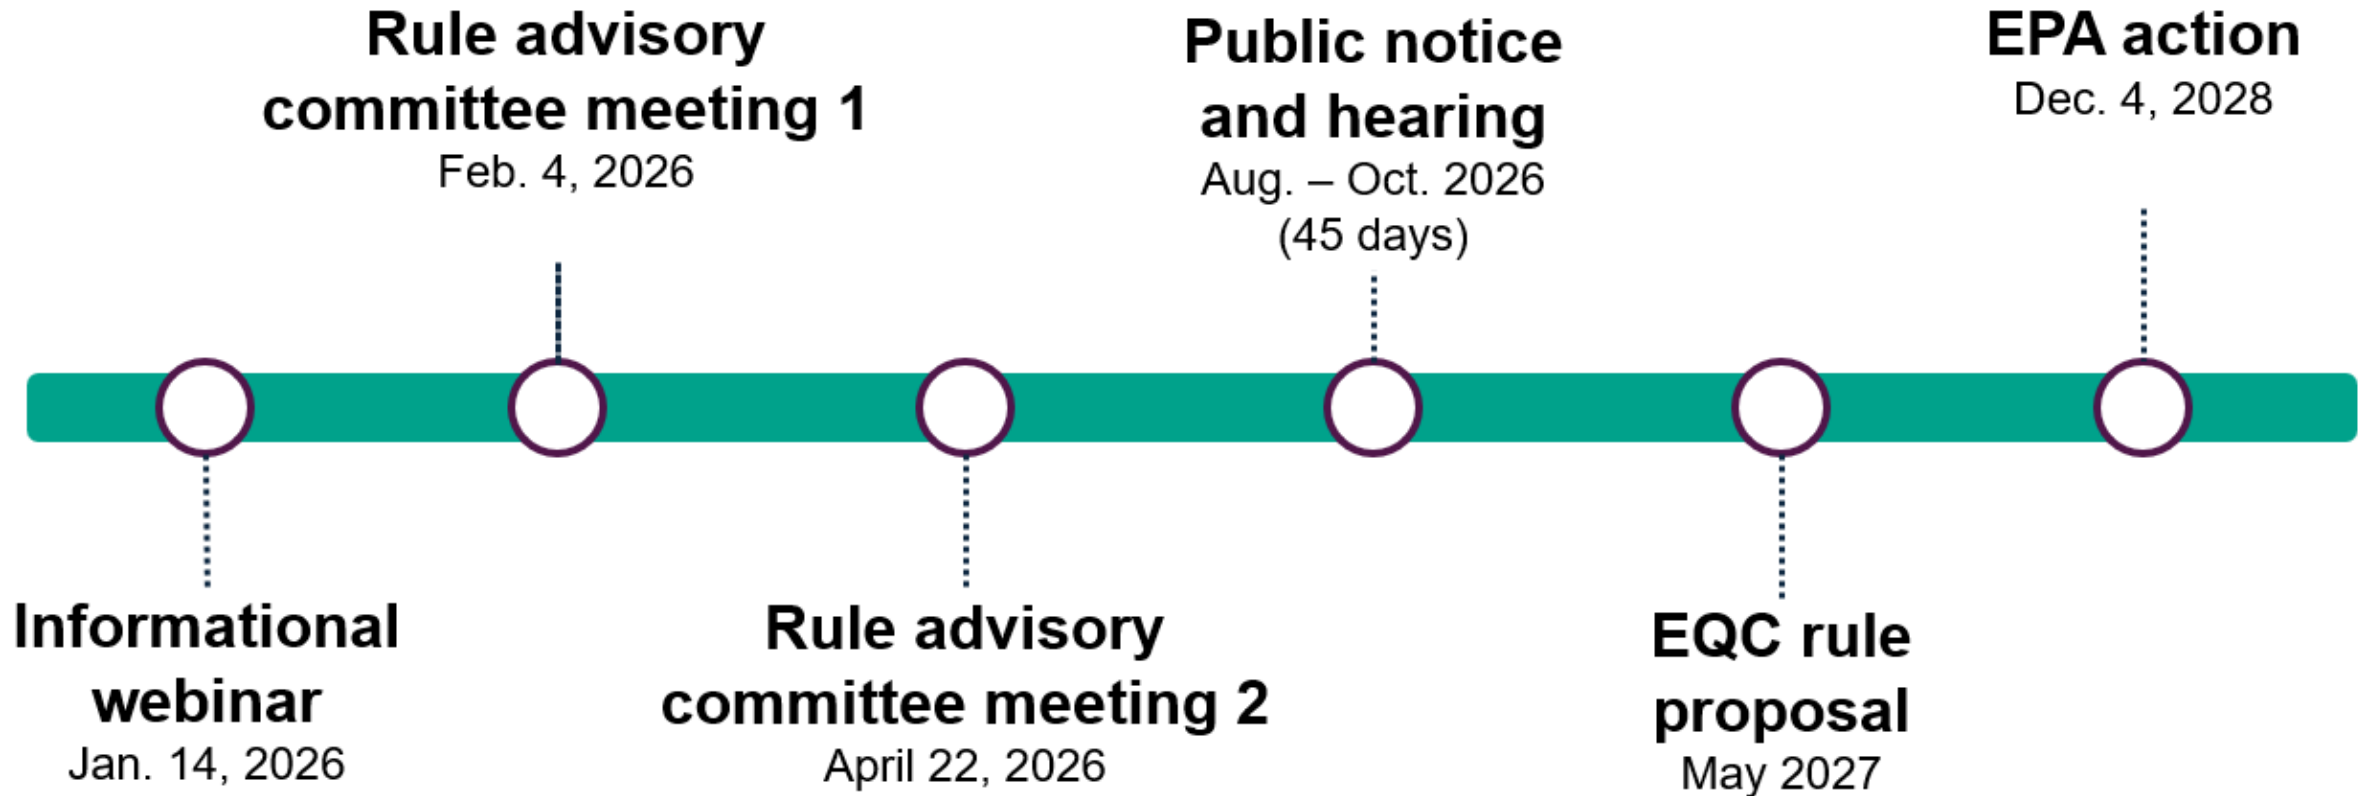 Rule advisory
committee meeting 1
Feb. 4, 2026
Public notice
and hearing
Aug. – Oct. 2026
(45 days)
EPA action
Dec. 4, 2028
Informational
webinar
Jan. 14, 2026
Rule advisory
committee meeting 2
April 22, 2026
EQC rule
proposal
May 2027